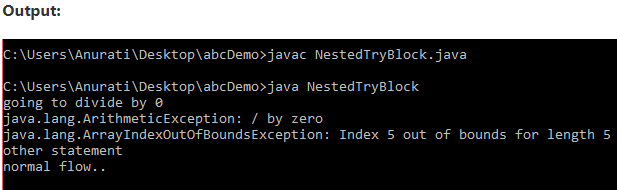 Output:
C:\Users\Anurati\Desktop\abcDemo>javac NestedTryBlock.java
C:\Users\Anurati\Desktop\abcDemo>java NestedTryBlock
going to divide by 0
java.lang.ArithmeticException: / by zero
java.lang.ArrayIndexOutOfBoundsException: Index 5 out of bounds for length 5
other statement
normal flow..